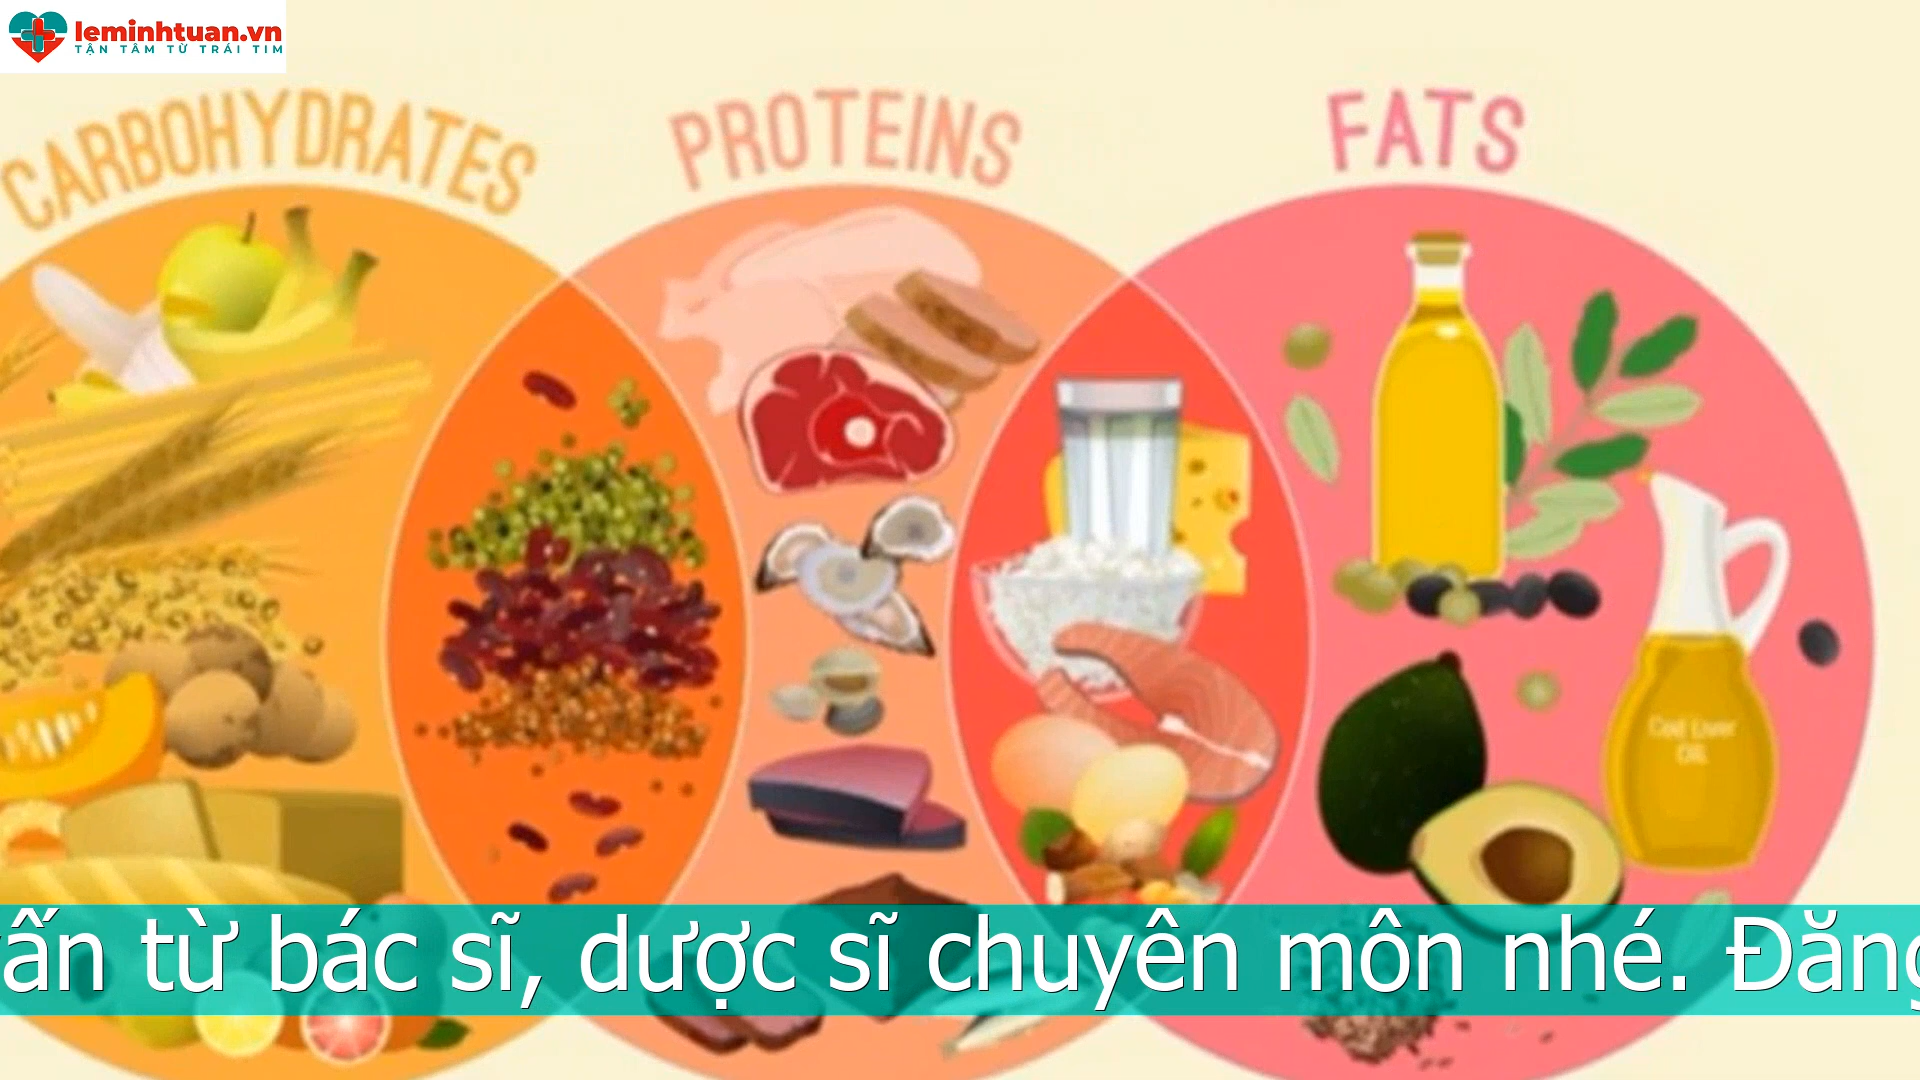 leminhtuan.vn
TẬN TÂM TỪ TRÁI TIM
CARBOHYDRATES
PROTEINS
FATS
Cod Liver
OIL
từ bác sĩ, dược sĩ chuyên môn nhé. Đăng